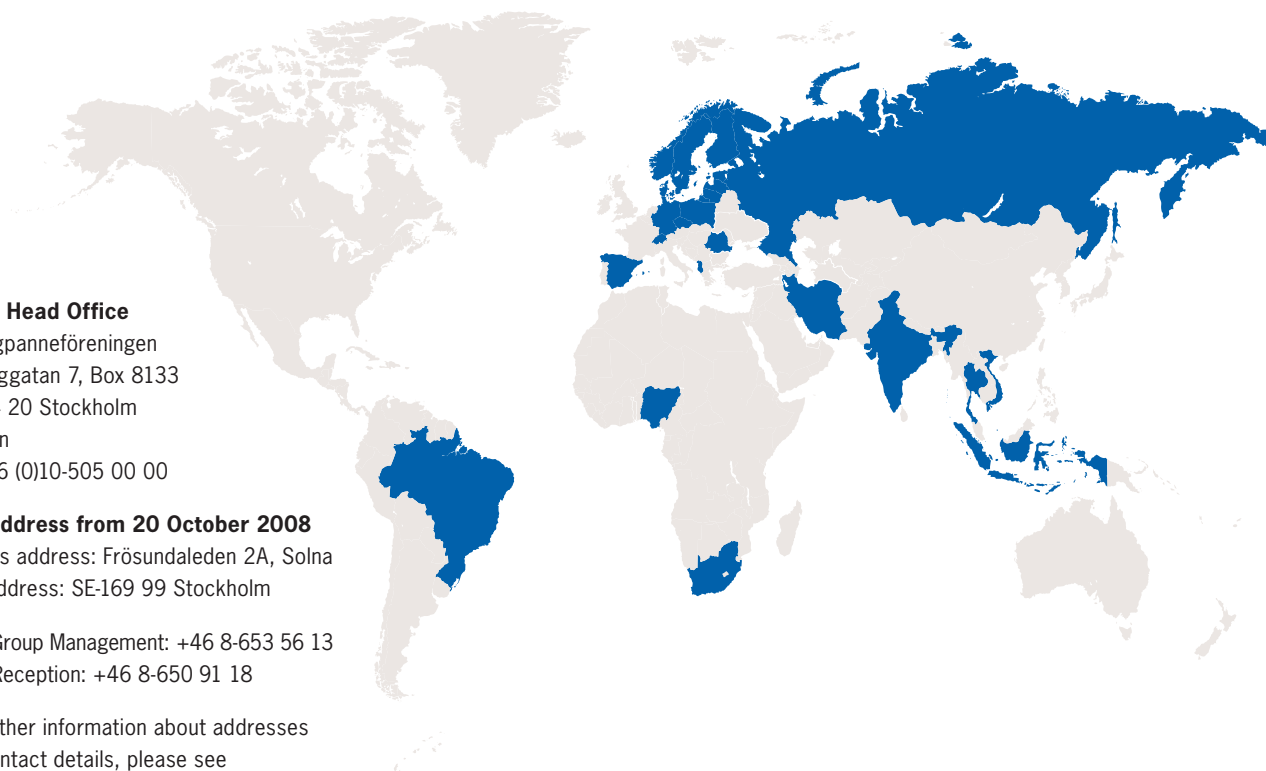 Head Office
gpanneföreningen
ggatan 7, Box 8133
20 Stockholm
n
6 (0)10-505 00 00
ddress from 20 October 2008
s address: Frösundaleden 2A, Solna
ddress: SE-169 99 Stockholm
Group Management: +46 8-653 56 13
Reception: +46 8-650 91 18
ther information about addresses
ntact details, please see